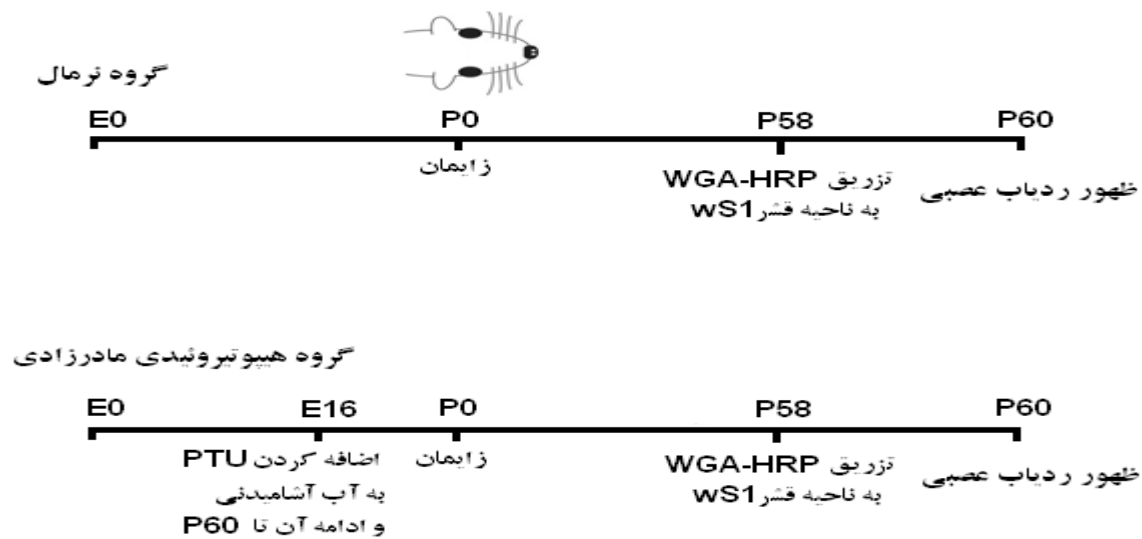 گروه نرمال
E0 P0 P58 P60
زایمان
تزریق WGA-HRP
به ناحیه قشر wS1
ظهور ردیاب عصبی
گروه هیپوتیروئیدی مادرزادی
E0 E16 P0 P58 P60
اضافه کردن PTU
به آب آشامیدنی
و ادامه آن تا P60
زایمان
تزریق WGA-HRP
به ناحیه قشر wS1
ظهور ردیاب عصبی